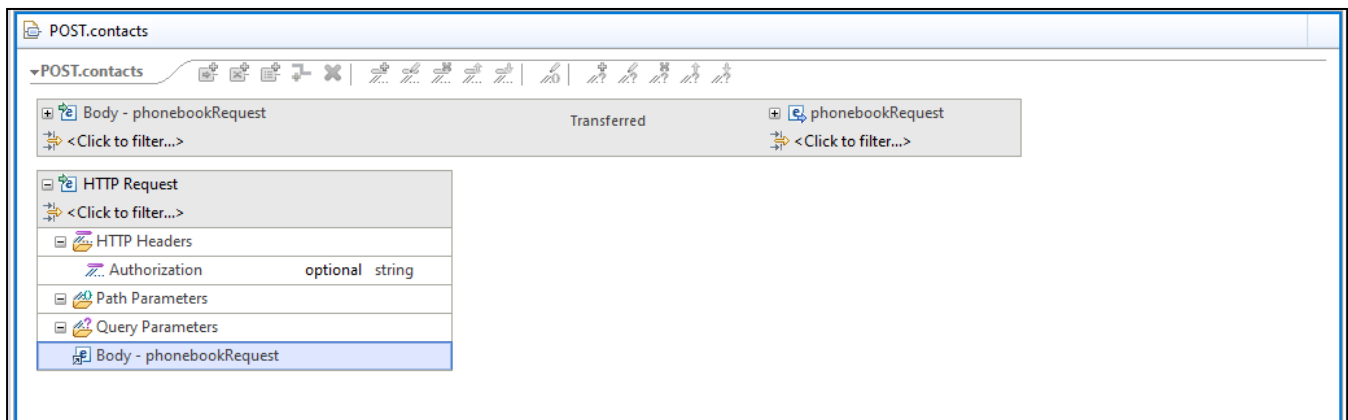 POST.contacts
POST.contacts
Body - phonebookRequest Transferred phonebookRequest
<Click to filter...> <Click to filter...>
HTTP Request
<Click to filter...>
HTTP Headers
Authorization optional string
Path Parameters
Query Parameters
Body - phonebookRequest